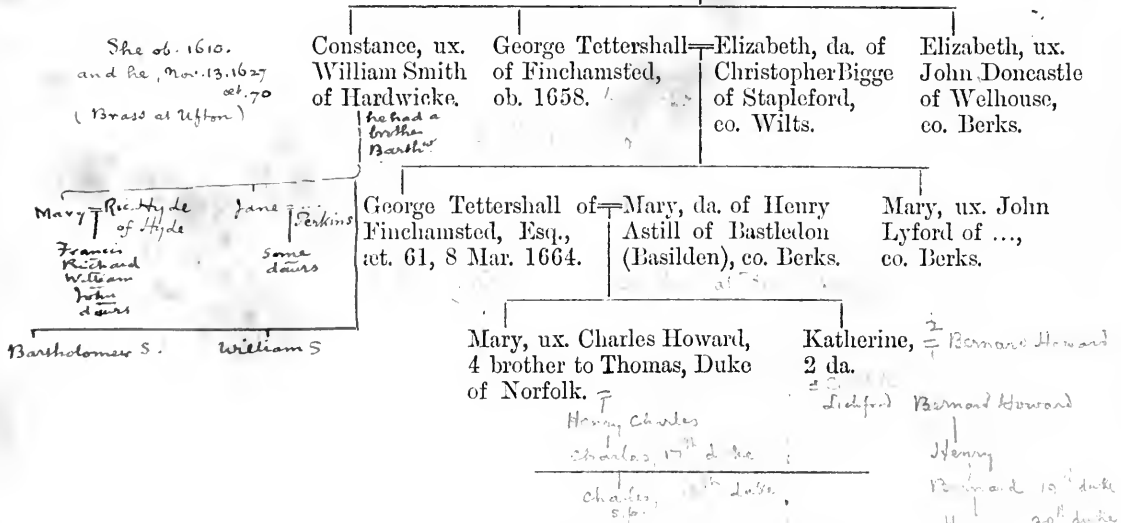 She ob. 1610.
and he, Nov. 13. 1627
æt. 70
(Brass at Ufton)
Constance, ux.
William Smith
of Hardwicke.
he had a
brother
Barthw
George Tettershall
of Finchamsted,
ob. 1658.
Elizabeth, da. of
Christopher Bigge
of Stapleford,
co. Wilts.
Elizabeth, ux.
John Doncastle
of Welhouse,
co. Berks.
Mary = Ric. Hyde
of Hyde
Francis
Richard
William
John
daurs
Jane = ...
Perkins
some
daurs
George Tettershall of
Finchamsted, Esq.,
æt. 61, 8 Mar. 1664.
Mary, da. of Henry
Astill of Bastledon
(Basilden), co. Berks.
Mary, ux. John
Lyford of ...,
co. Berks.
Bartholomew S.
William S
Mary, ux. Charles Howard,
4 brother to Thomas, Duke
of Norfolk.
Henry Charles
Charles, 17th duke
Charles, duke
s.p.
Katherine,
2 da.
2
= Bernard Howard
Lichford
Bernard Howard
Henry
19th duke
20th duke